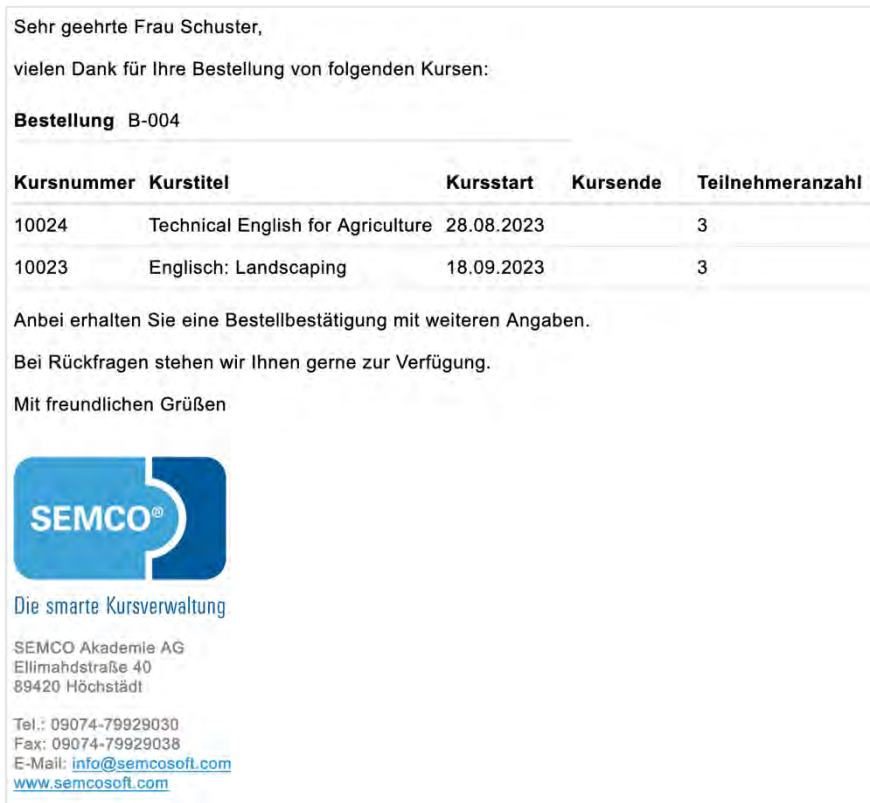 Sehr geehrte Frau Schuster,
vielen Dank für Ihre Bestellung von folgenden Kursen:
Bestellung B-004
Kursnummer Kurstitel Kursstart Kursende Teilnehmeranzahl
10024 Technical English for Agriculture 28.08.2023 3
10023 Englisch: Landscaping 18.09.2023 3
Anbei erhalten Sie eine Bestellbestätigung mit weiteren Angaben.
Bei Rückfragen stehen wir Ihnen gerne zur Verfügung.
Mit freundlichen Grüßen
SEMCO®
Die smarte Kursverwaltung
SEMCO Akademie AG
Ellimahdstraße 40
89420 Höchstädt
Tel.: 09074-79929030
Fax: 09074-79929038
E-Mail: info@semcosoft.com
www.semcosoft.com